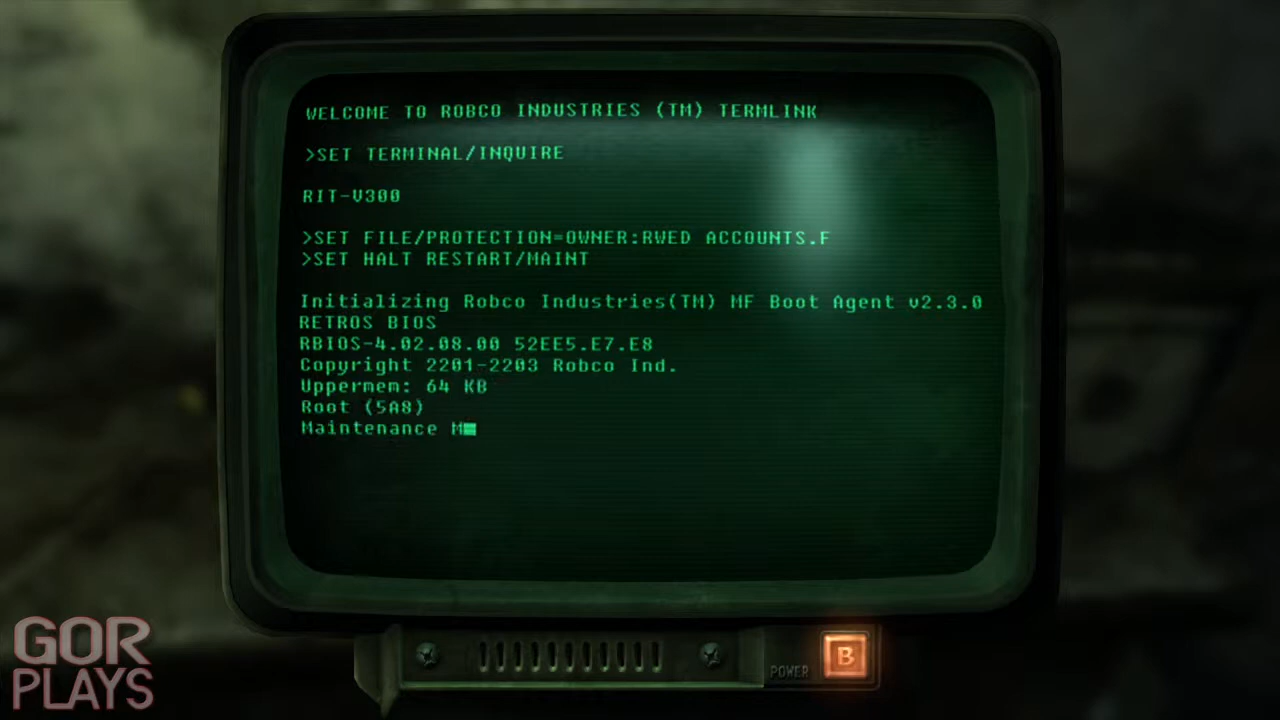 WELCOME TO ROBCO INDUSTRIES (TM) TERMLINK
>SET TERMINAL/INQUIRE
RIT-V300
>SET FILE/PROTECTION=OWNER:RWED ACCOUNTS.F
>SET HALT RESTART/MAINT
Initializing Robco Industries(TM) MF Boot Agent v2.3.0
RETROS BIOS
RBIOS-4.02.08.00 52EE5.E7.E8
Copyright 2201-2203 Robco Ind.
Uppermem: 64 KB
Root (5A8)
Maintenance M
POWER B
GOR
PLAYS